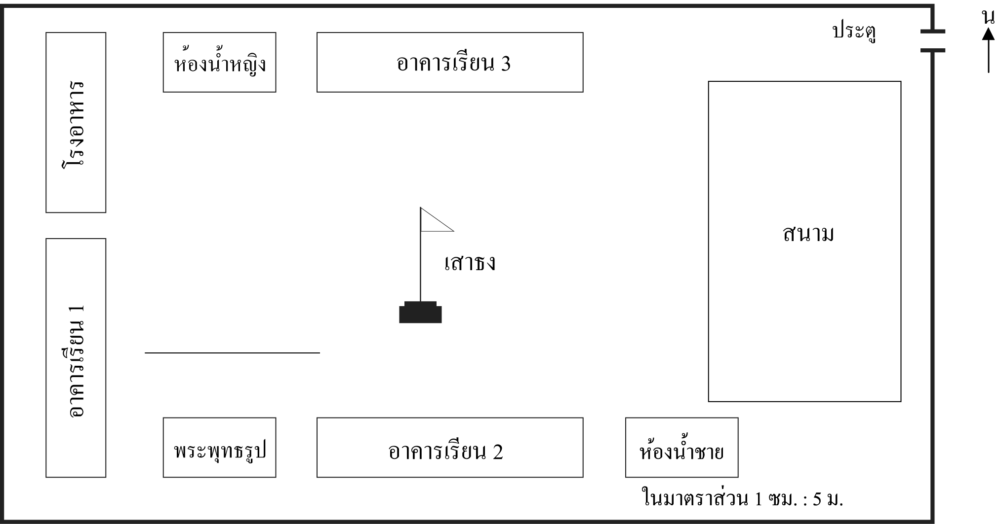 น
ประตู
ห้องน้ำหญิง
อาคารเรียน 3
โรงอาหาร
สนาม
เสาธง
อาคารเรียน 1
พระพุทธรูป
อาคารเรียน 2
ห้องน้ำชาย
ในมาตราส่วน 1 ซม. : 5 ม.